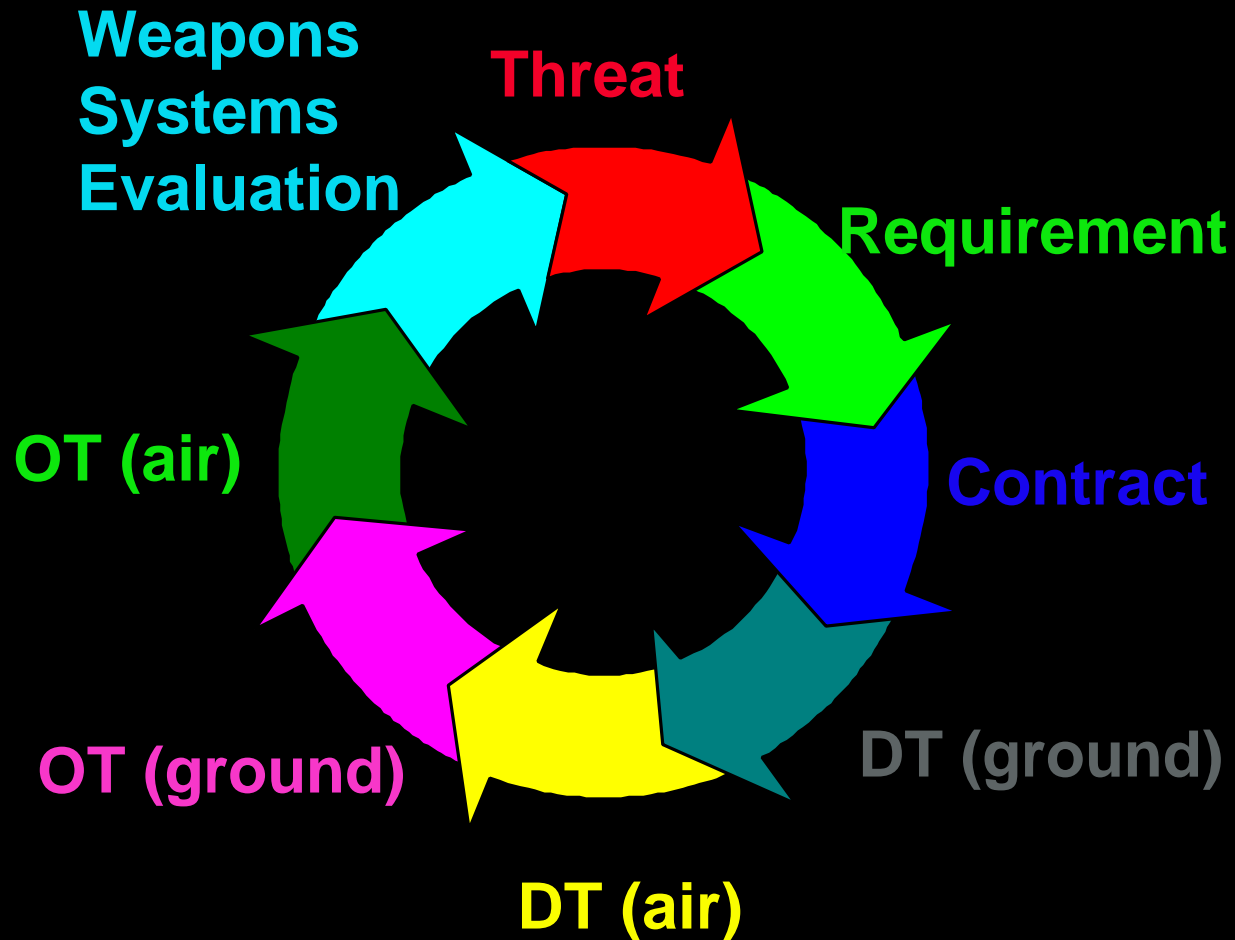 Weapons
Systems
Evaluation
Threat
Requirement
Contract
DT (ground)
DT (air)
OT (ground)
OT (air)